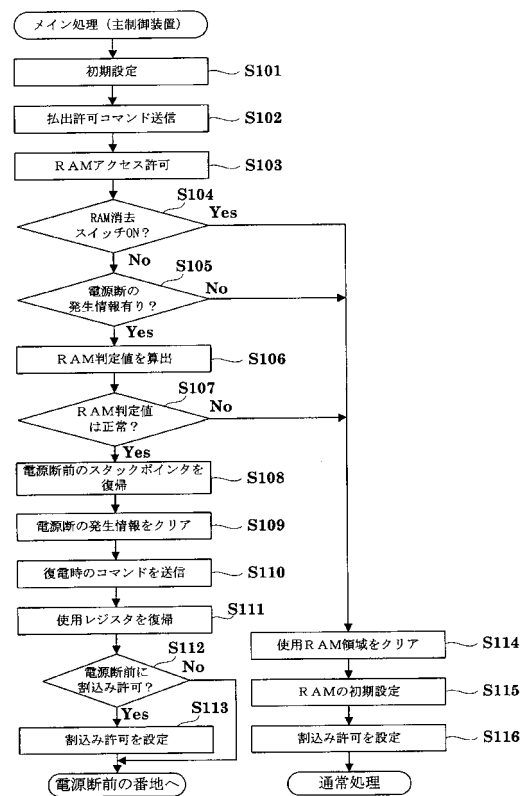 メイン処理（主制御装置）
初期設定
S101
払出許可コマンド送信
S102
ＲＡＭアクセス許可
S103
S104
RAM消去
スイッチON？
Yes
No
S105
電源断の
発生情報有り？
No
Yes
ＲＡＭ判定値を算出
S106
S107
ＲＡＭ判定値
は正常？
No
Yes
電源断前のスタックポインタを
復帰
S108
電源断の発生情報をクリア
S109
復電時のコマンドを送信
S110
使用レジスタを復帰
S111
S112
電源断前に
割込み許可？
No
Yes
S113
割込み許可を設定
電源断前の番地へ
使用ＲＡＭ領域をクリア
S114
ＲＡＭの初期設定
S115
割込み許可を設定
S116
通常処理